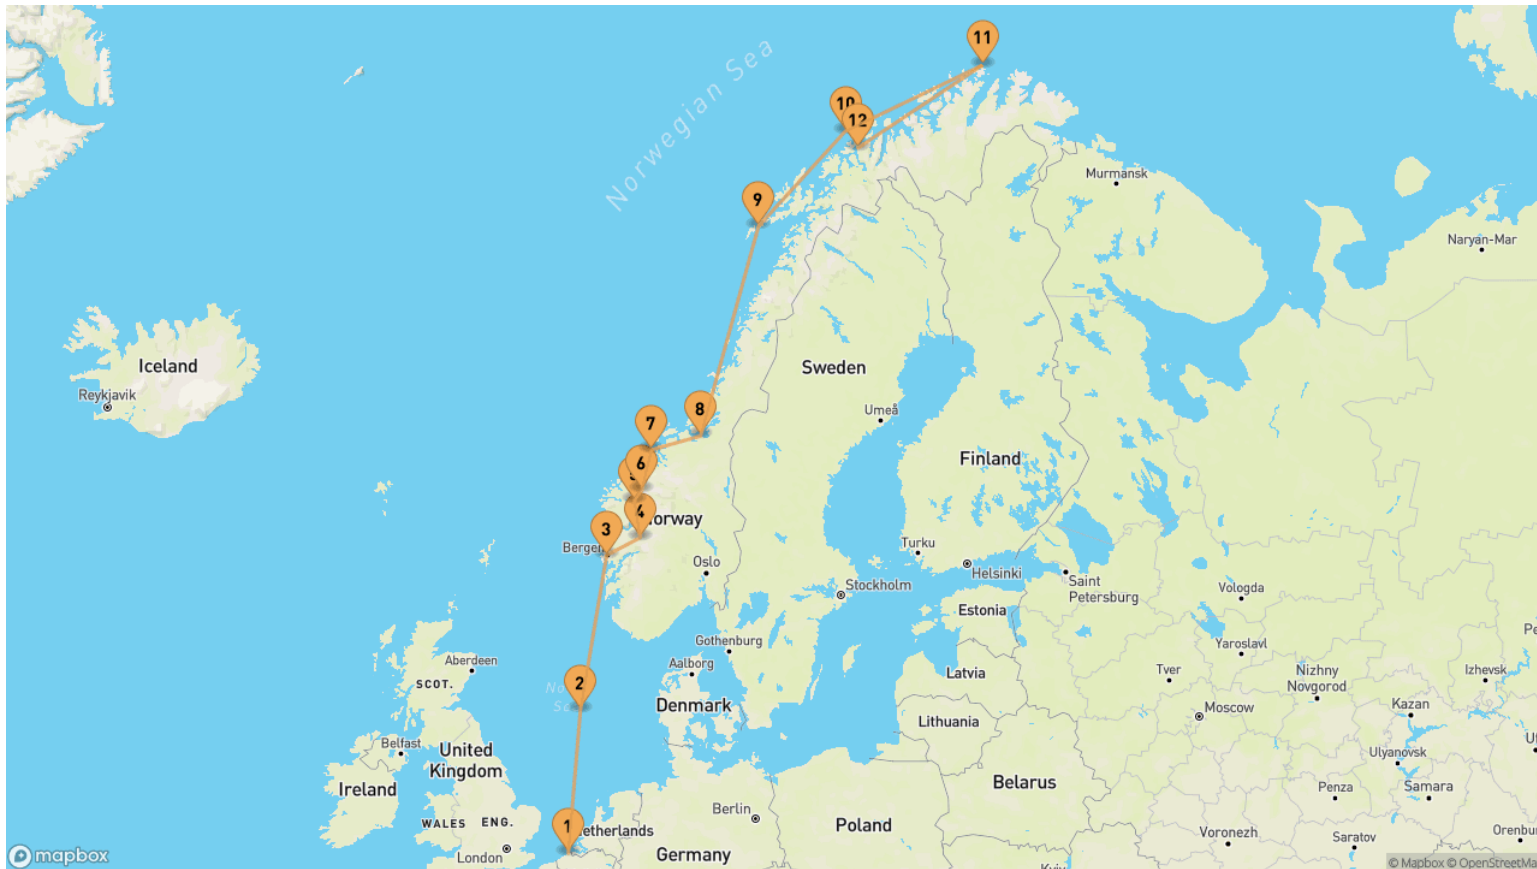 11
Norwegian Sea
10
12
Murmansk
9
Naryan-Mar
Iceland
Reykjavik
Sweden
8
Umeå
7
6
Finland
4
Norway
3
Bergen
Oslo
Turku
Helsinki
Saint
Petersburg
Vologda
Stockholm
Estonia
Yaroslavl
Gothenburg
Aalborg
Aberdeen
SCOT.
Latvia
Tver
Nizhny
Novgorod
Izhevsk
2
Denmark
Lithuania
Moscow
Kazan
Belfast
United
Kingdom
Ulyanovsk
Ireland
Belarus
Penza
Samara
Berlin
WALES
ENG.
1
Netherlands
Poland
Voronezh
Saratov
Orenbu
London
Germany
mapbox
© Mapbox © OpenStreetMa